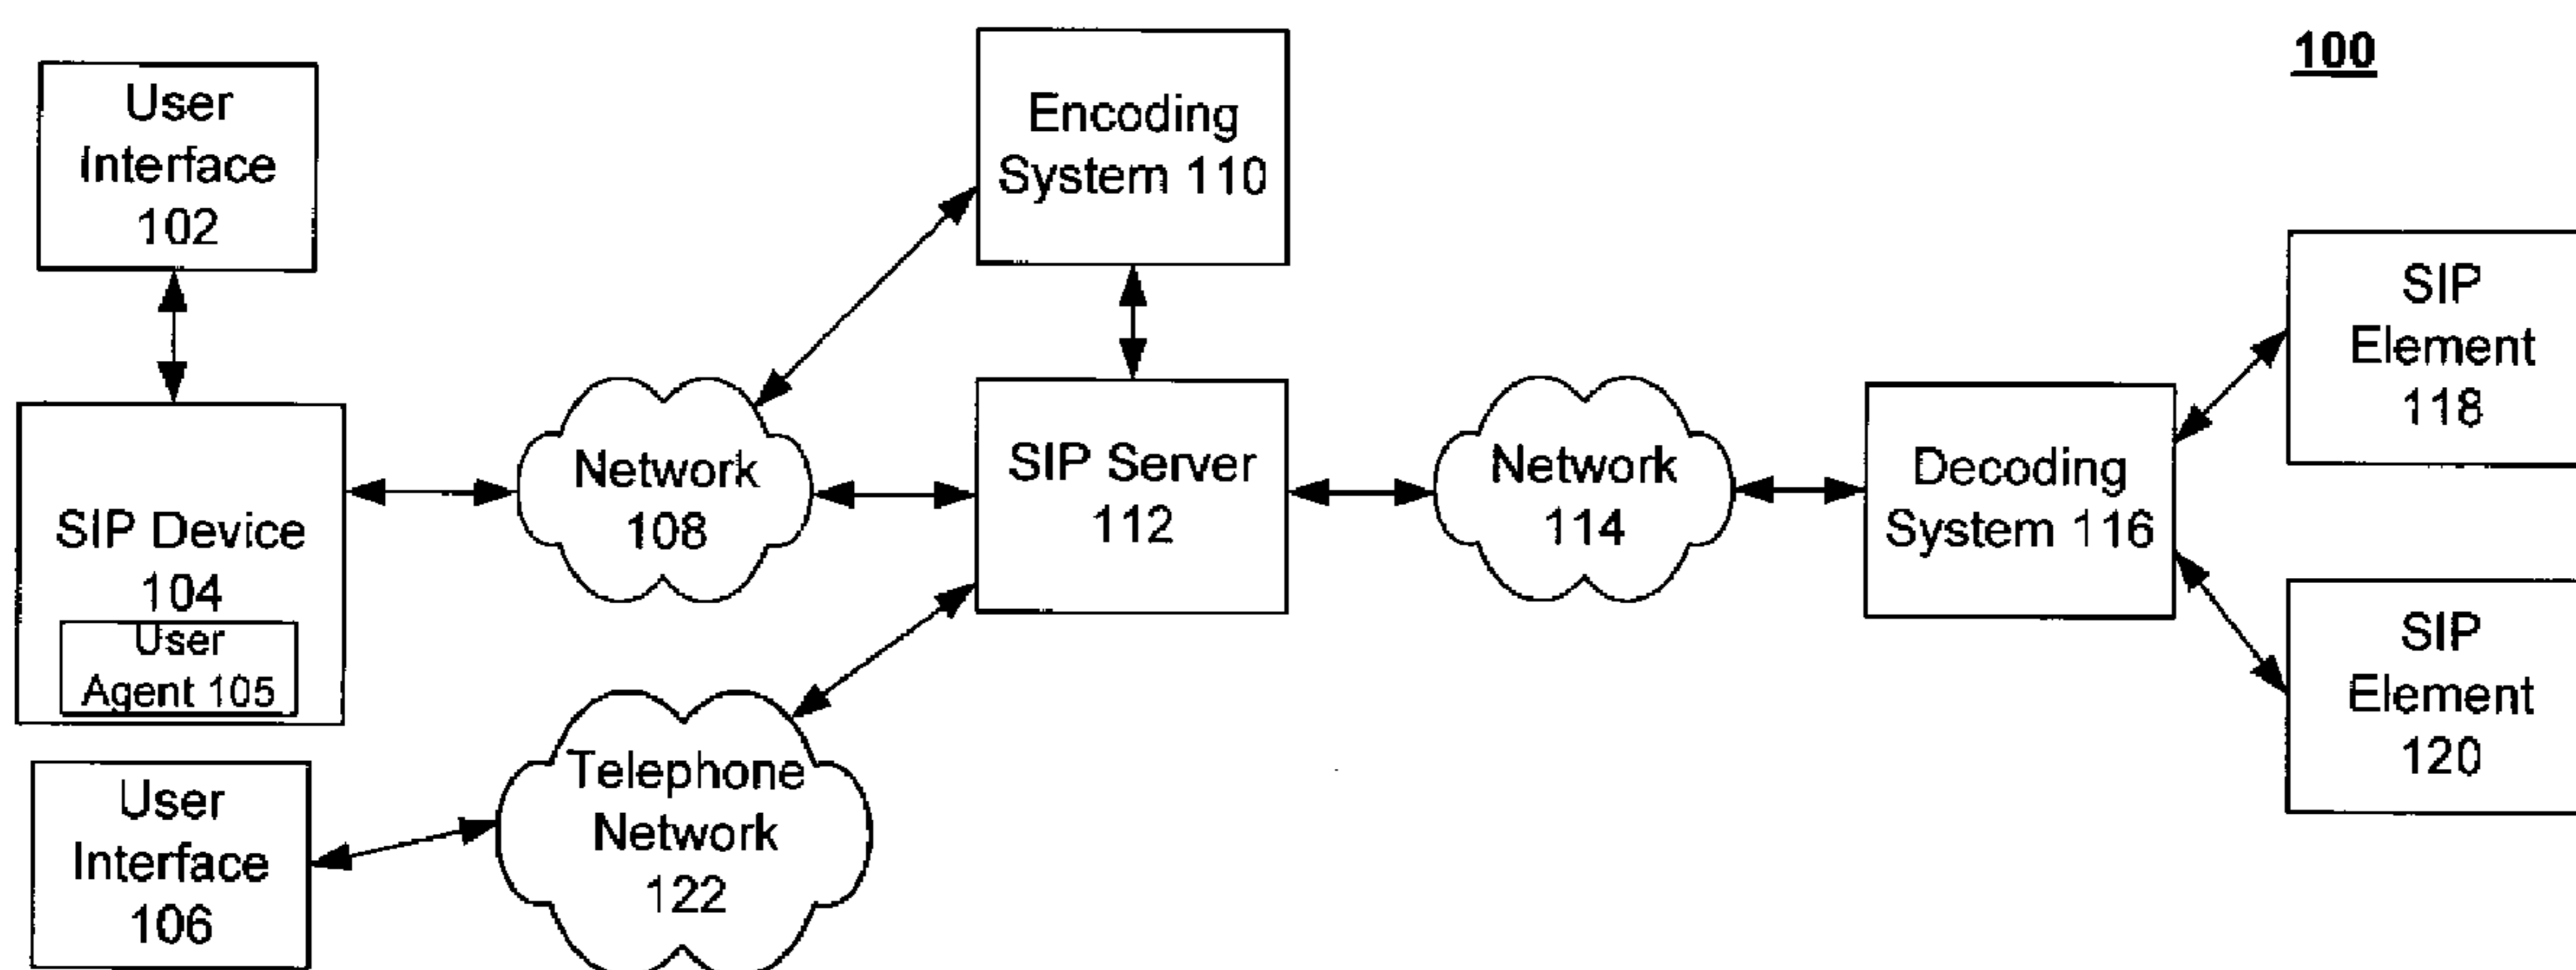 100
User
Interface
102
Encoding
System 110
SIP
Element
118
SIP Device
104
User
Agent 105
Network
108
SIP Server
112
Network
114
Decoding
System 116
SIP
Element
120
User
Interface
106
Telephone
Network
122